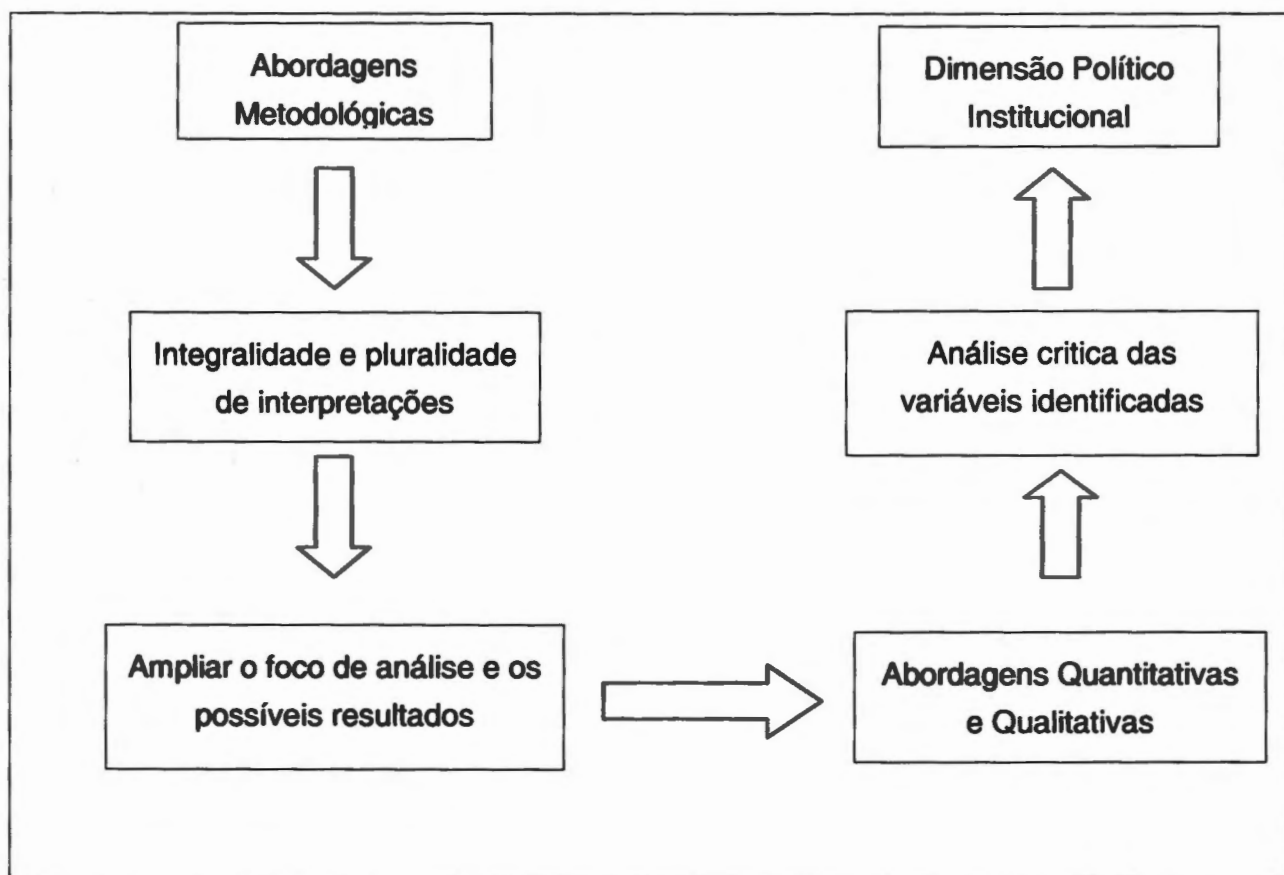 Abordagens
Metodológicas
Integralidade e pluralidade
de interpretações
Ampliar o foco de análise e os
possíveis resultados
Abordagens Quantitativas
e Qualitativas
Análise critica das
variáveis identificadas
Dimensão Político
Institucional